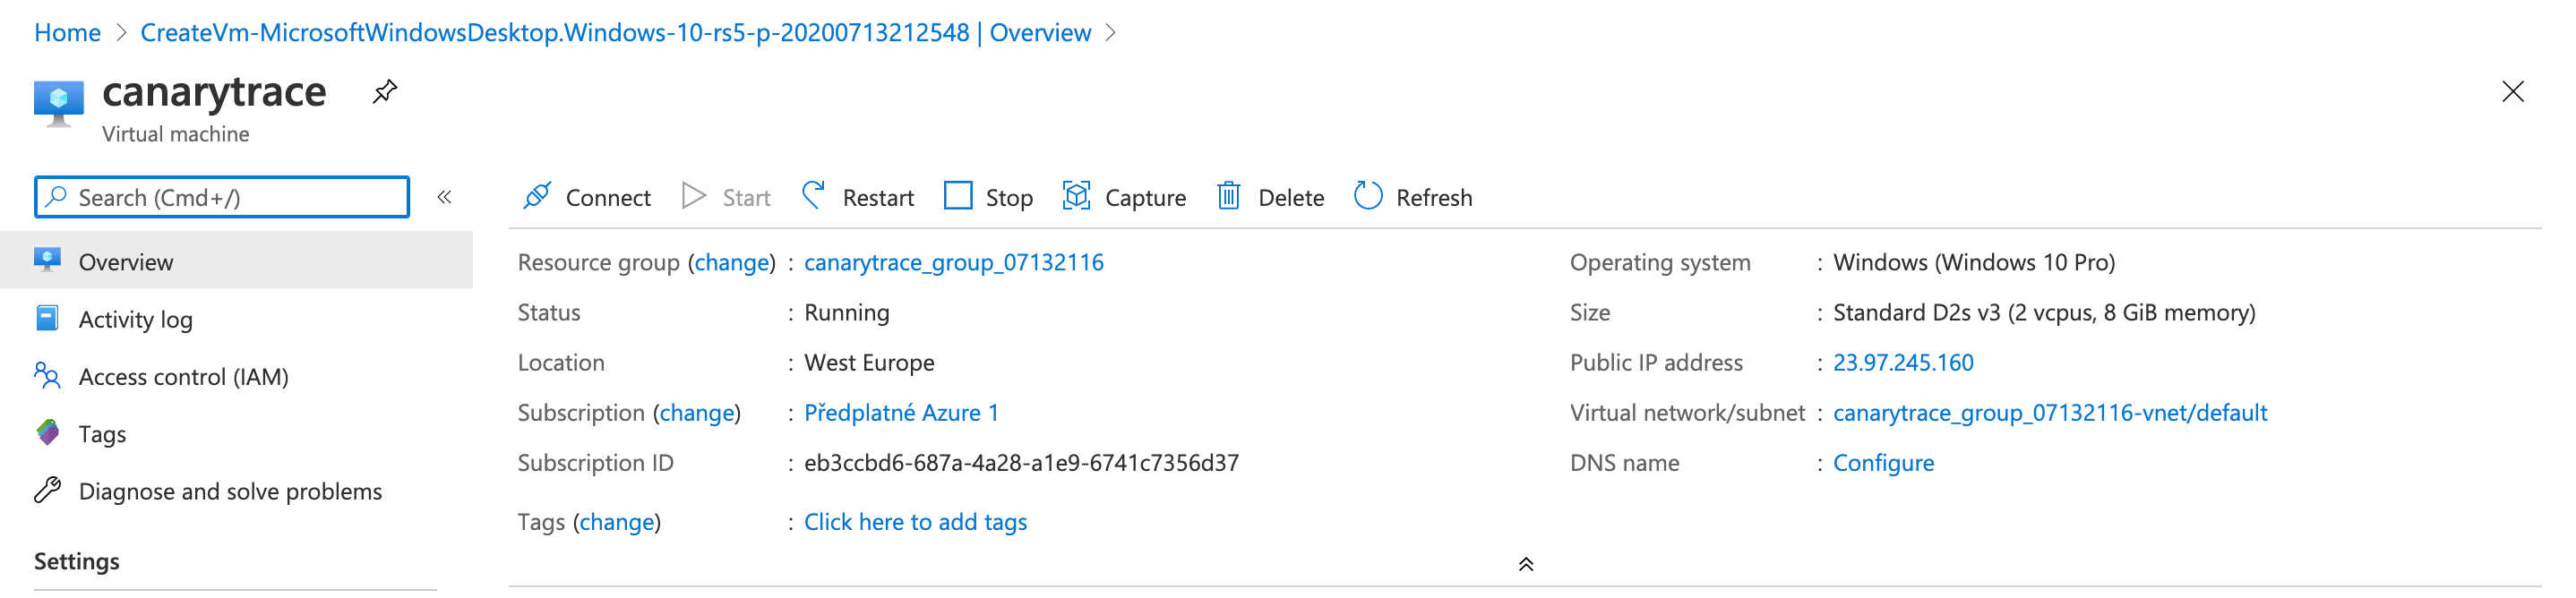 Home > CreateVm-MicrosoftWindowsDesktop.Windows-10-rs5-p-20200713212548 | Overview >
canarytrace
Virtual machine
Search (Cmd+/)
«
Connect Start Restart Stop Capture Delete Refresh
Overview
Activity log
Access control (IAM)
Tags
Diagnose and solve problems
Settings
Resource group (change) : canarytrace_group_07132116
Status : Running
Location : West Europe
Subscription (change) : Předplatné Azure 1
Subscription ID : eb3ccbd6-687a-4a28-a1e9-6741c7356d37
Tags (change) : Click here to add tags
Operating system : Windows (Windows 10 Pro)
Size : Standard D2s v3 (2 vcpus, 8 GiB memory)
Public IP address : 23.97.245.160
Virtual network/subnet : canarytrace_group_07132116-vnet/default
DNS name : Configure